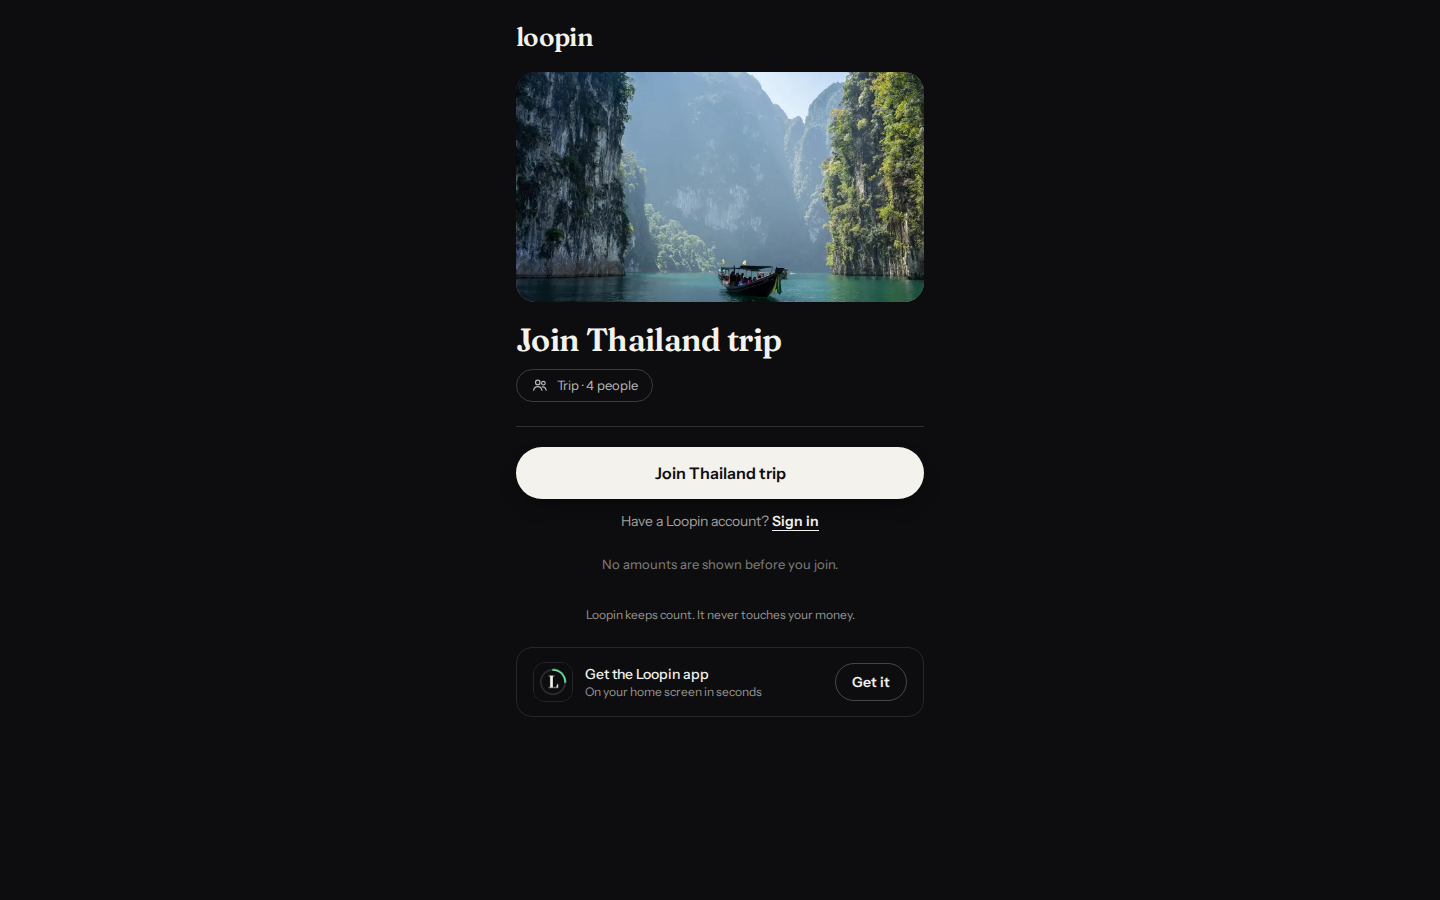 loopin
Join Thailand trip
Trip · 4 people
Join Thailand trip
Have a Loopin account? Sign in
No amounts are shown before you join.
Loopin keeps count. It never touches your money.
L
Get the Loopin app
On your home screen in seconds
Get it